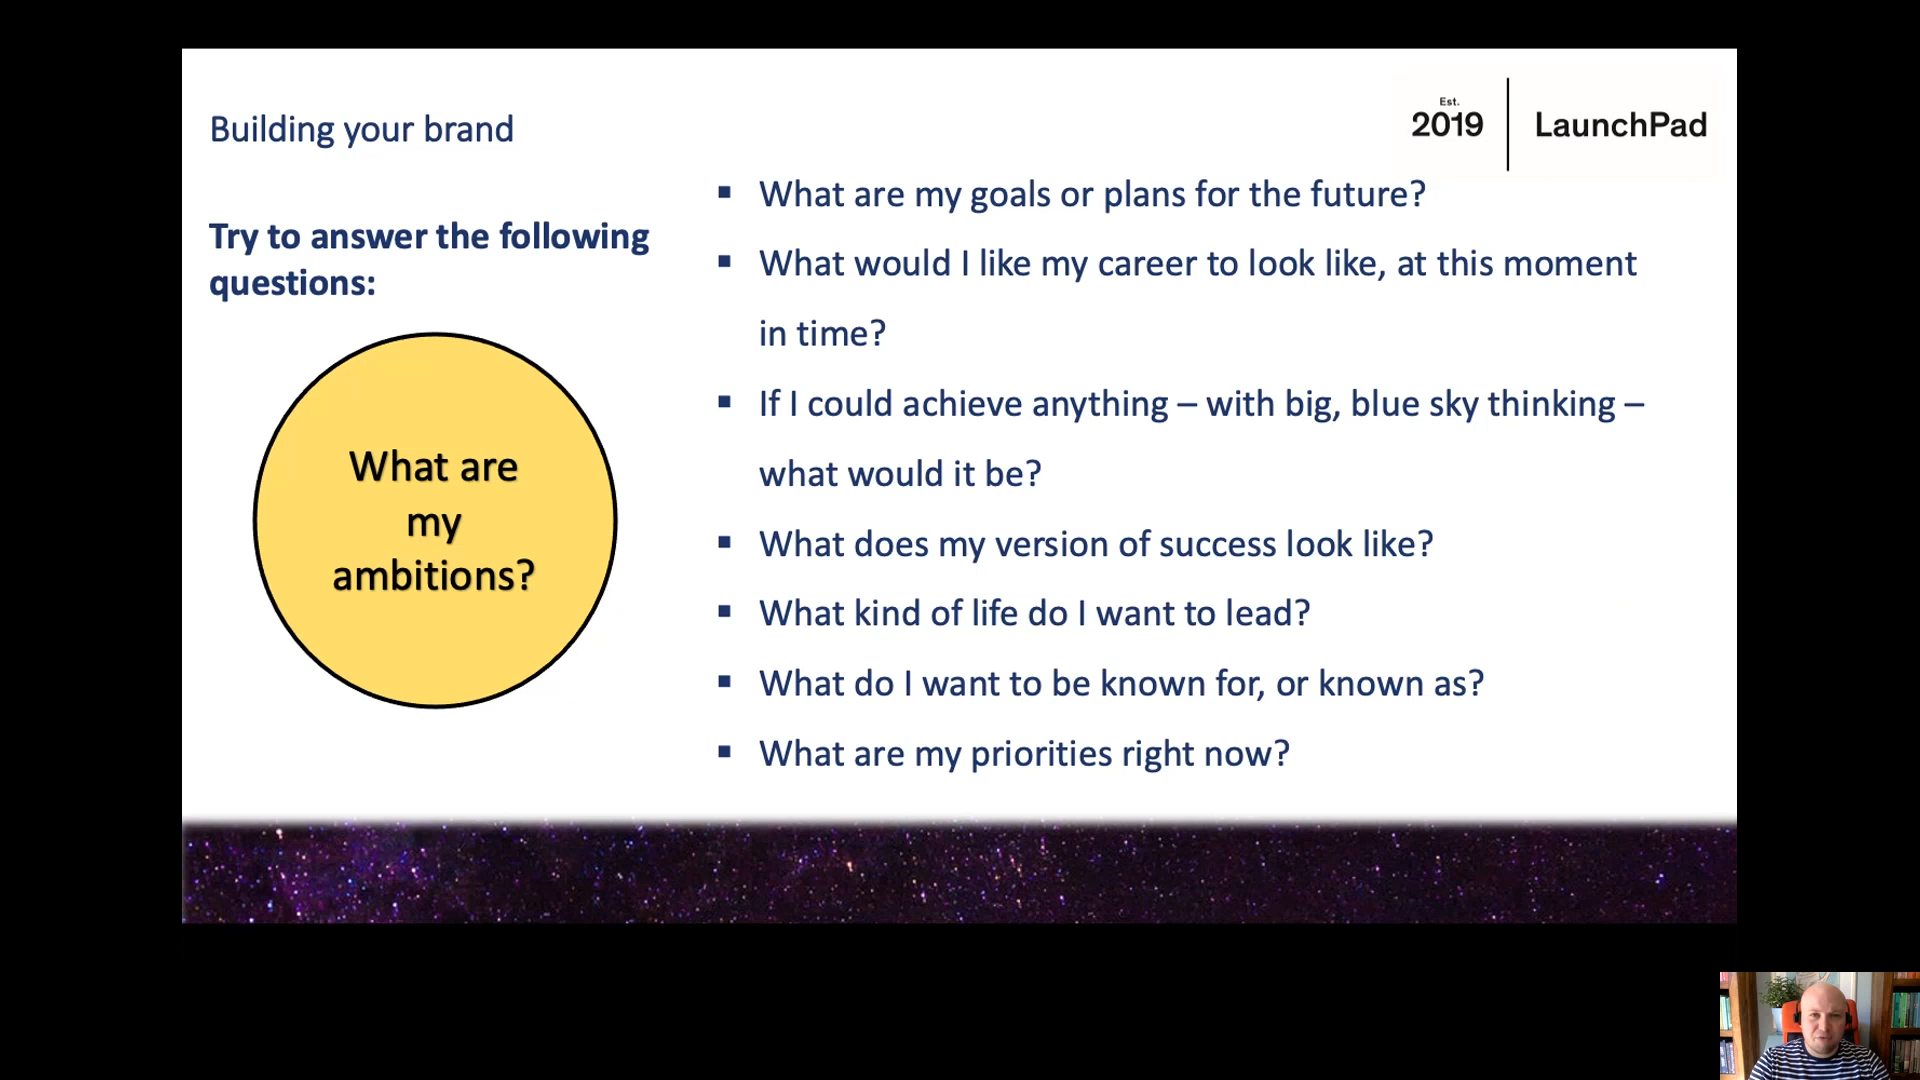 Building your brand
Est.
2019
LaunchPad
Try to answer the following
questions:
What are
my
ambitions?
▪ What are my goals or plans for the future?
▪ What would I like my career to look like, at this moment
in time?
▪ If I could achieve anything – with big, blue sky thinking –
what would it be?
▪ What does my version of success look like?
▪ What kind of life do I want to lead?
▪ What do I want to be known for, or known as?
▪ What are my priorities right now?